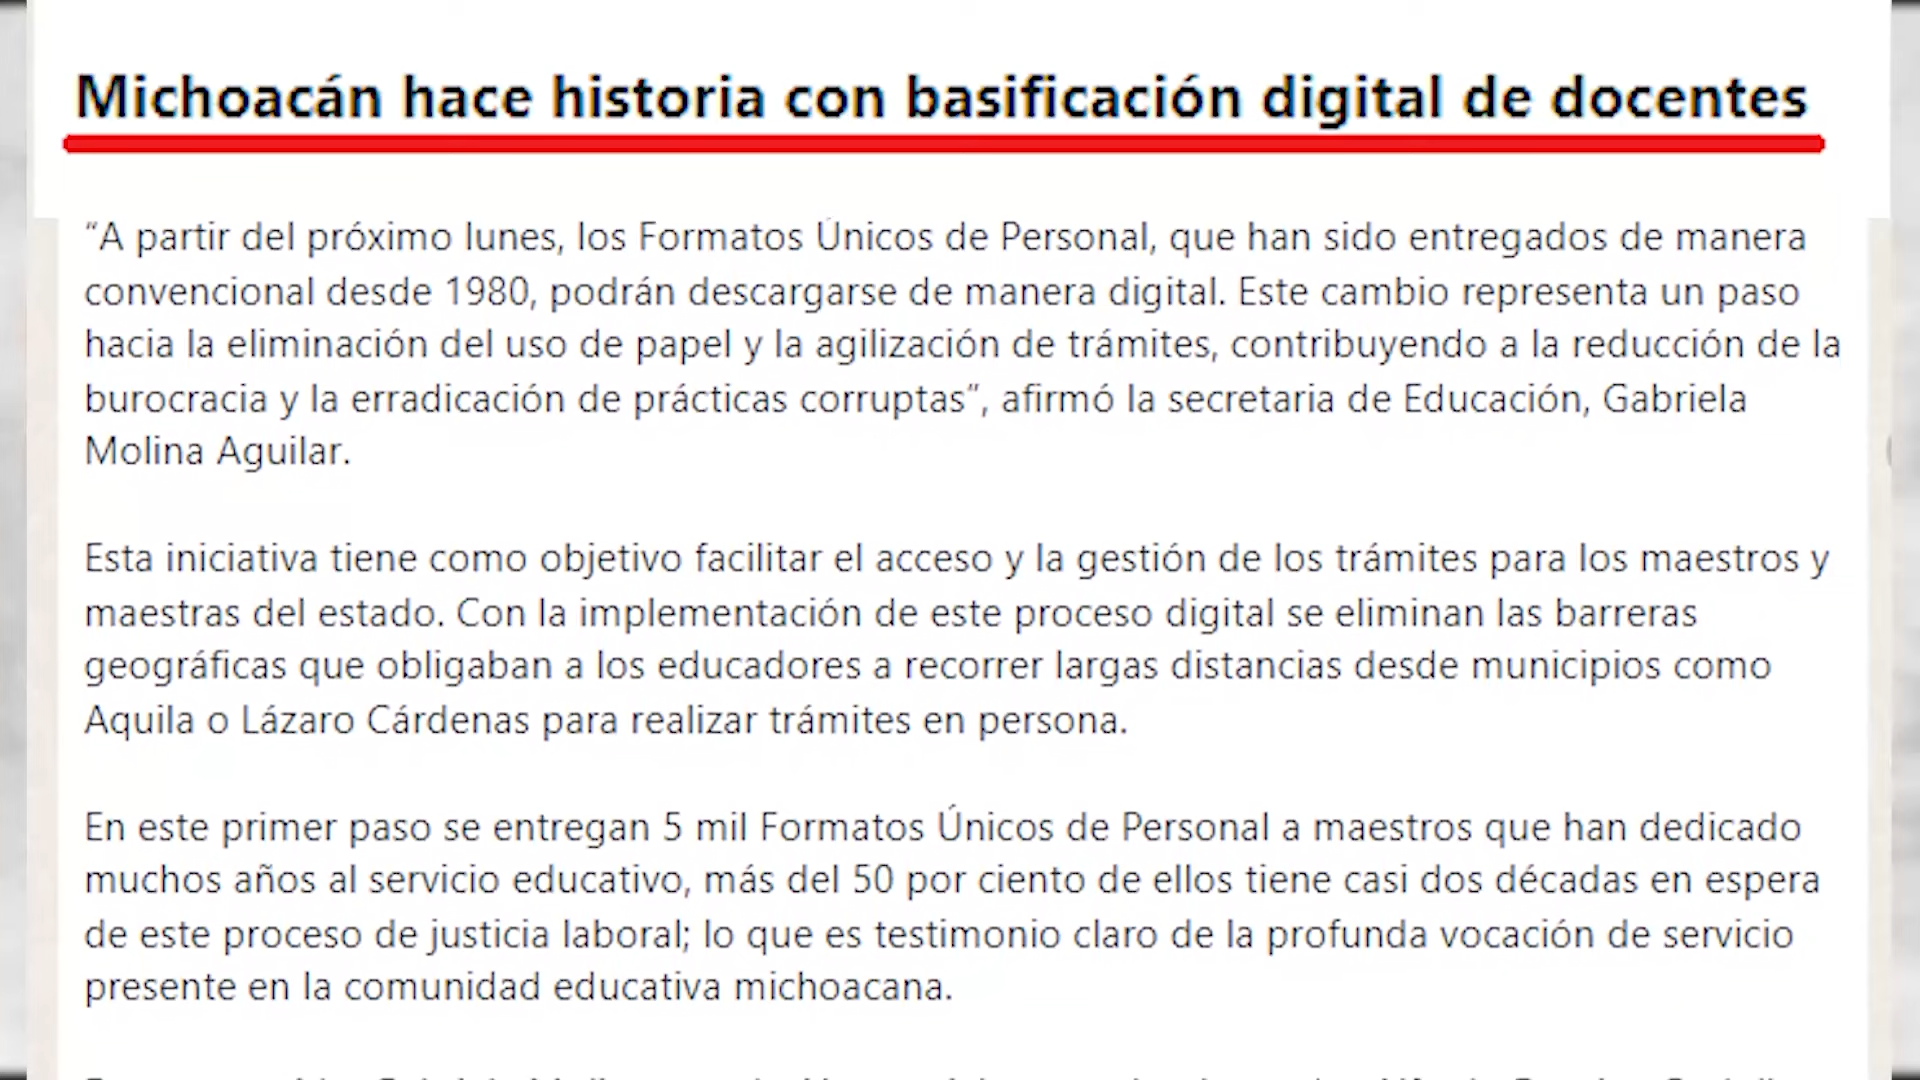 Michoacán hace historia con basificación digital de docentes
“A partir del próximo lunes, los Formatos Únicos de Personal, que han sido entregados de manera
convencional desde 1980, podrán descargarse de manera digital. Este cambio representa un paso
hacia la eliminación del uso de papel y la agilización de trámites, contribuyendo a la reducción de la
burocracia y la erradicación de prácticas corruptas”, afirmó la secretaria de Educación, Gabriela
Molina Aguilar.
Esta iniciativa tiene como objetivo facilitar el acceso y la gestión de los trámites para los maestros y
maestras del estado. Con la implementación de este proceso digital se eliminan las barreras
geográficas que obligaban a los educadores a recorrer largas distancias desde municipios como
Aquila o Lázaro Cárdenas para realizar trámites en persona.
En este primer paso se entregan 5 mil Formatos Únicos de Personal a maestros que han dedicado
muchos años al servicio educativo, más del 50 por ciento de ellos tiene casi dos décadas en espera
de este proceso de justicia laboral; lo que es testimonio claro de la profunda vocación de servicio
presente en la comunidad educativa michoacana.